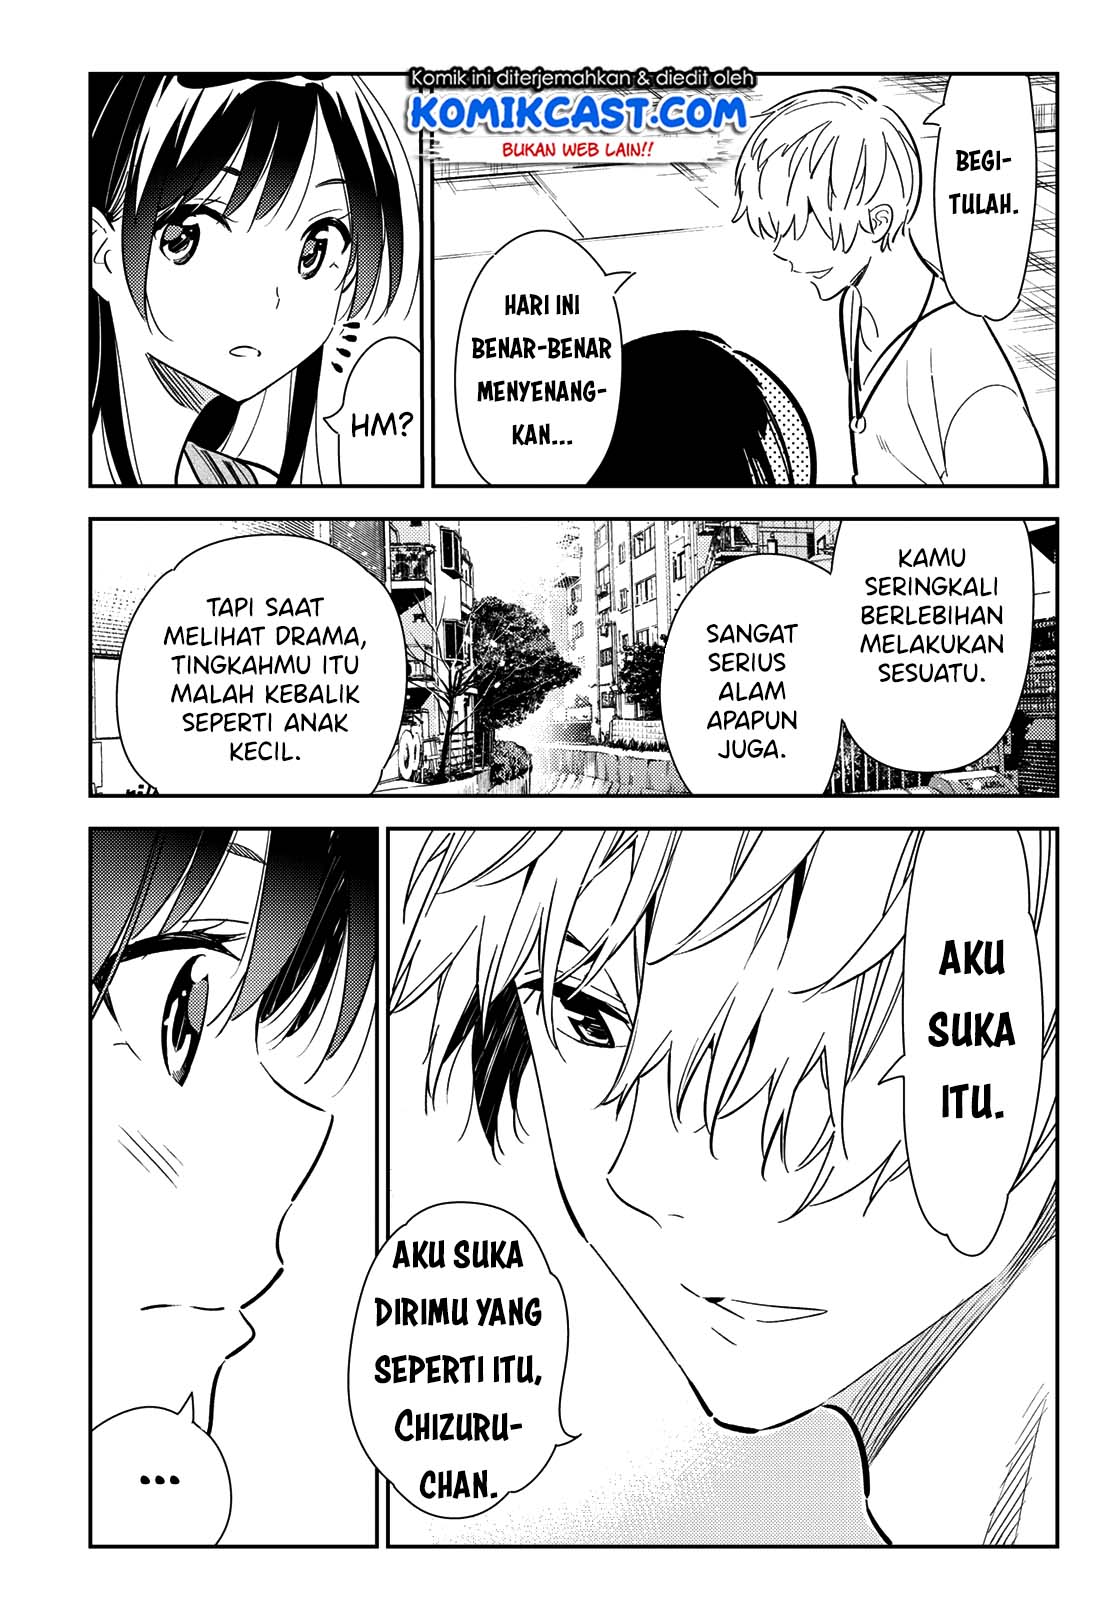 Komik ini diterjemahkan & diedit oleh
KOMIKCAST.COM
BUKAN WEB LAIN!!
BEGI-
TULAH.
HARI INI
BENAR-BENAR
MENYENANG-
KAN...
HM?
KAMU
SERINGKALI
BERLEBIHAN
MELAKUKAN
SESUATU.
SANGAT
SERIUS
ALAM
APAPUN
JUGA.
TAPI SAAT
MELIHAT DRAMA,
TINGKAHMU ITU
MALAH KEBALIK
SEPERTI ANAK
KECIL.
AKU
SUKA
ITU.
AKU SUKA
DIRIMU YANG
SEPERTI ITU,
CHIZURU-
CHAN.
...